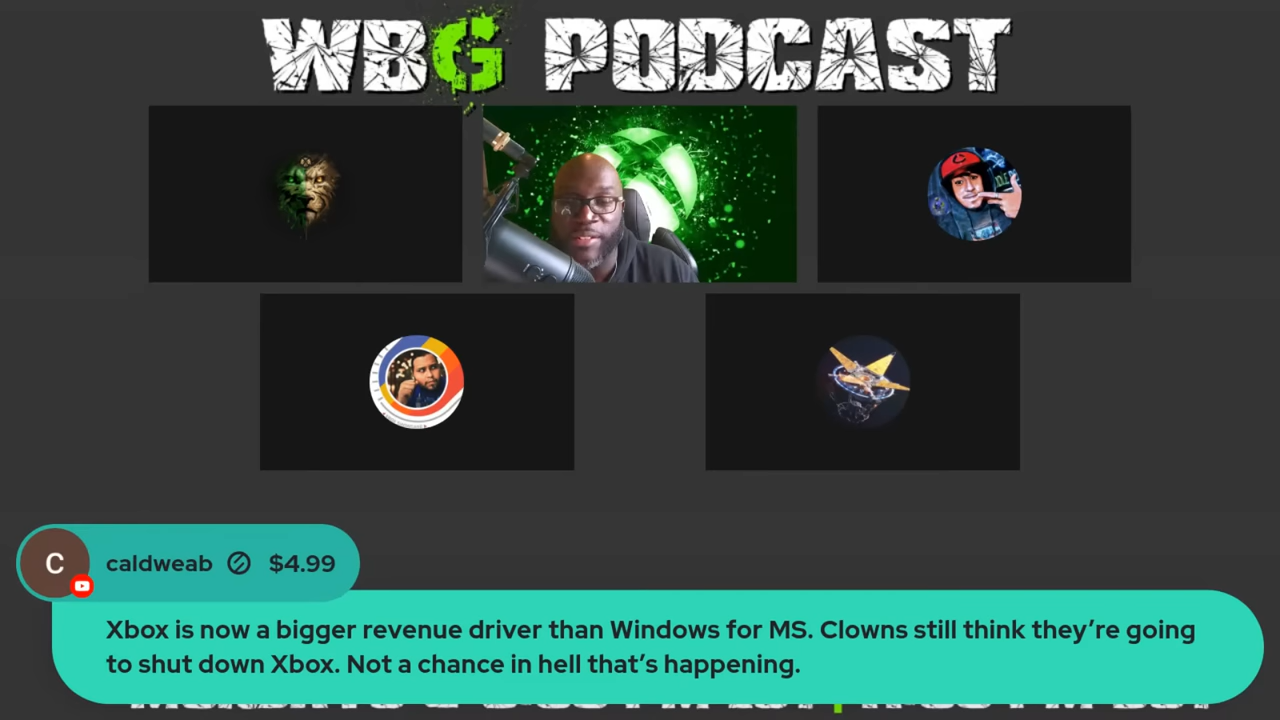 WBG PODCAST
C
caldweab $4.99
Xbox is now a bigger revenue driver than Windows for MS. Clowns still think they’re going
to shut down Xbox. Not a chance in hell that’s happening.